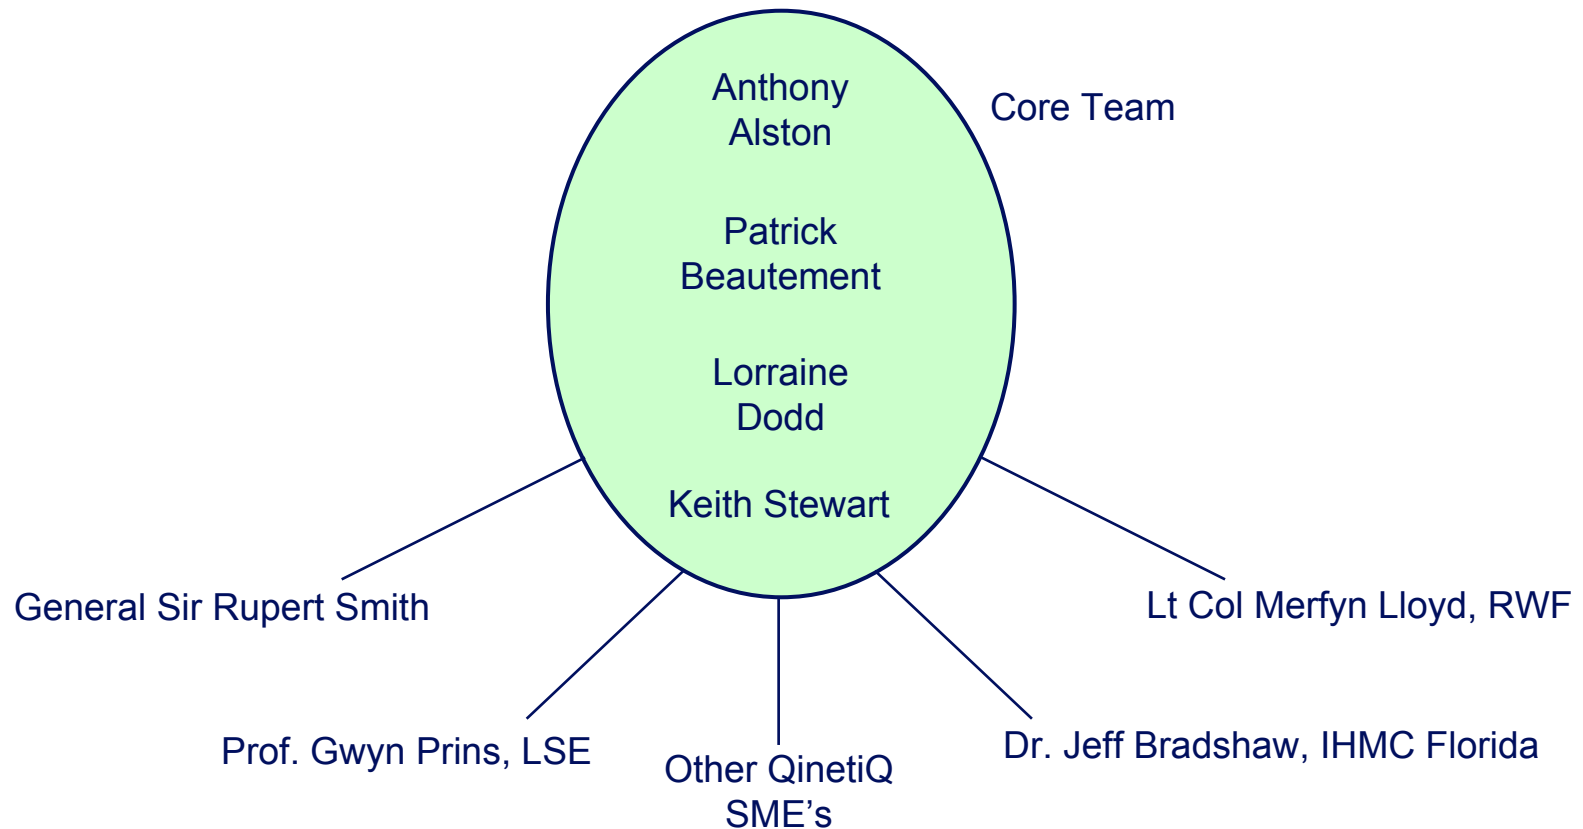 Anthony
Alston
Core Team
Patrick
Beautement
Lorraine
Dodd
Keith Stewart
General Sir Rupert Smith
Lt Col Merfyn Lloyd, RWF
Prof. Gwyn Prins, LSE
Other QinetiQ
SME’s
Dr. Jeff Bradshaw, IHMC Florida